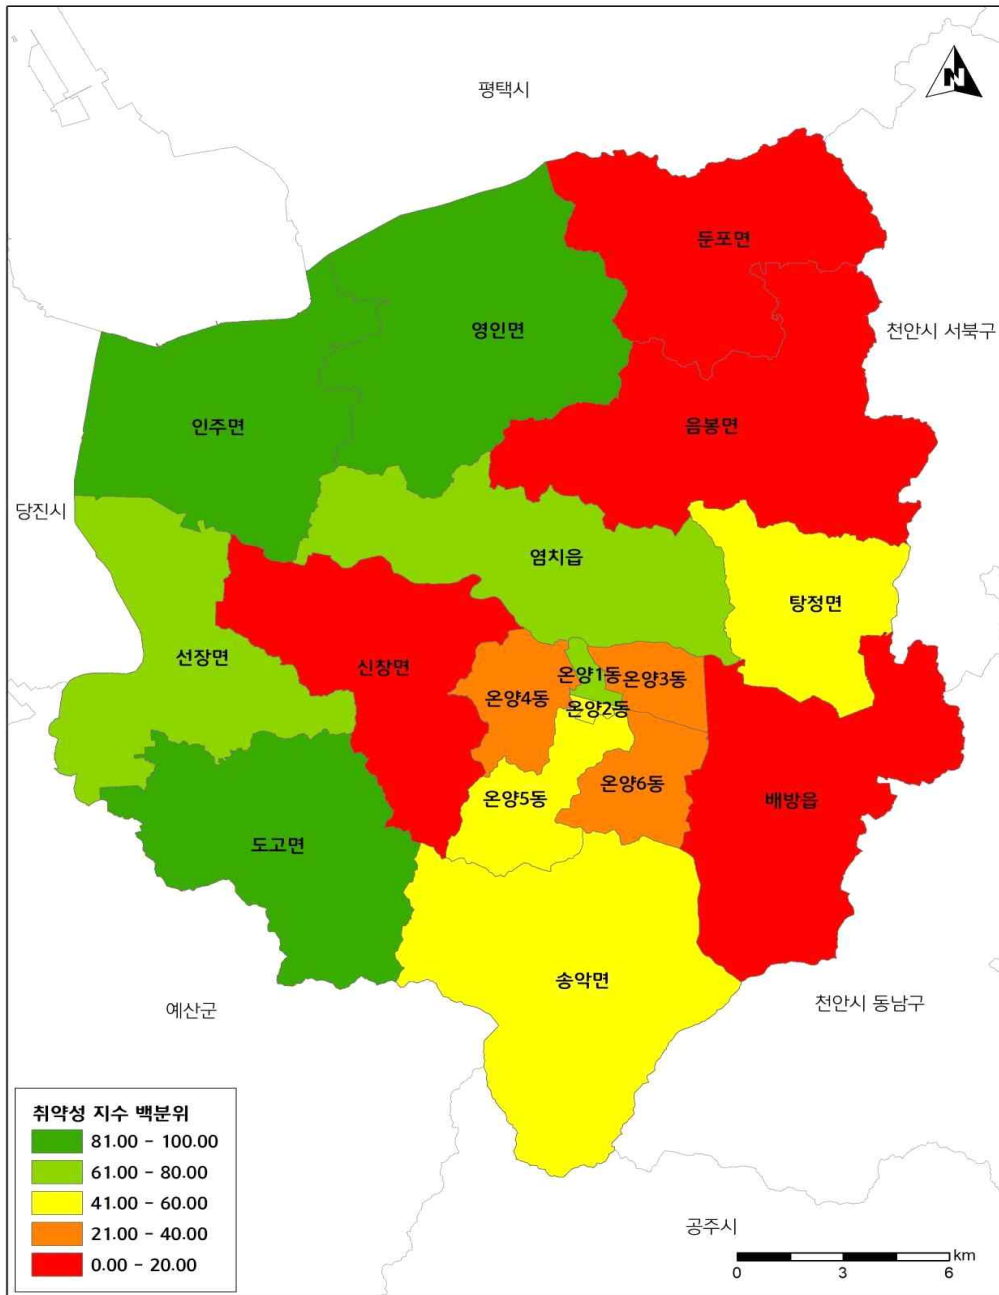 평택시
N
둔포면
영인면
천안시 서북구
인주면
음봉면
당진시
염치읍
탕정면
선장면
신창면
온양1동
온양3동
온양4동
온양2동
온양6동
온양5동
배방읍
도고면
송악면
예산군
천안시 동남구
취약성 지수 백분위
81.00 - 100.00
61.00 - 80.00
41.00 - 60.00
21.00 - 40.00
0.00 - 20.00
공주시
km
0 3 6